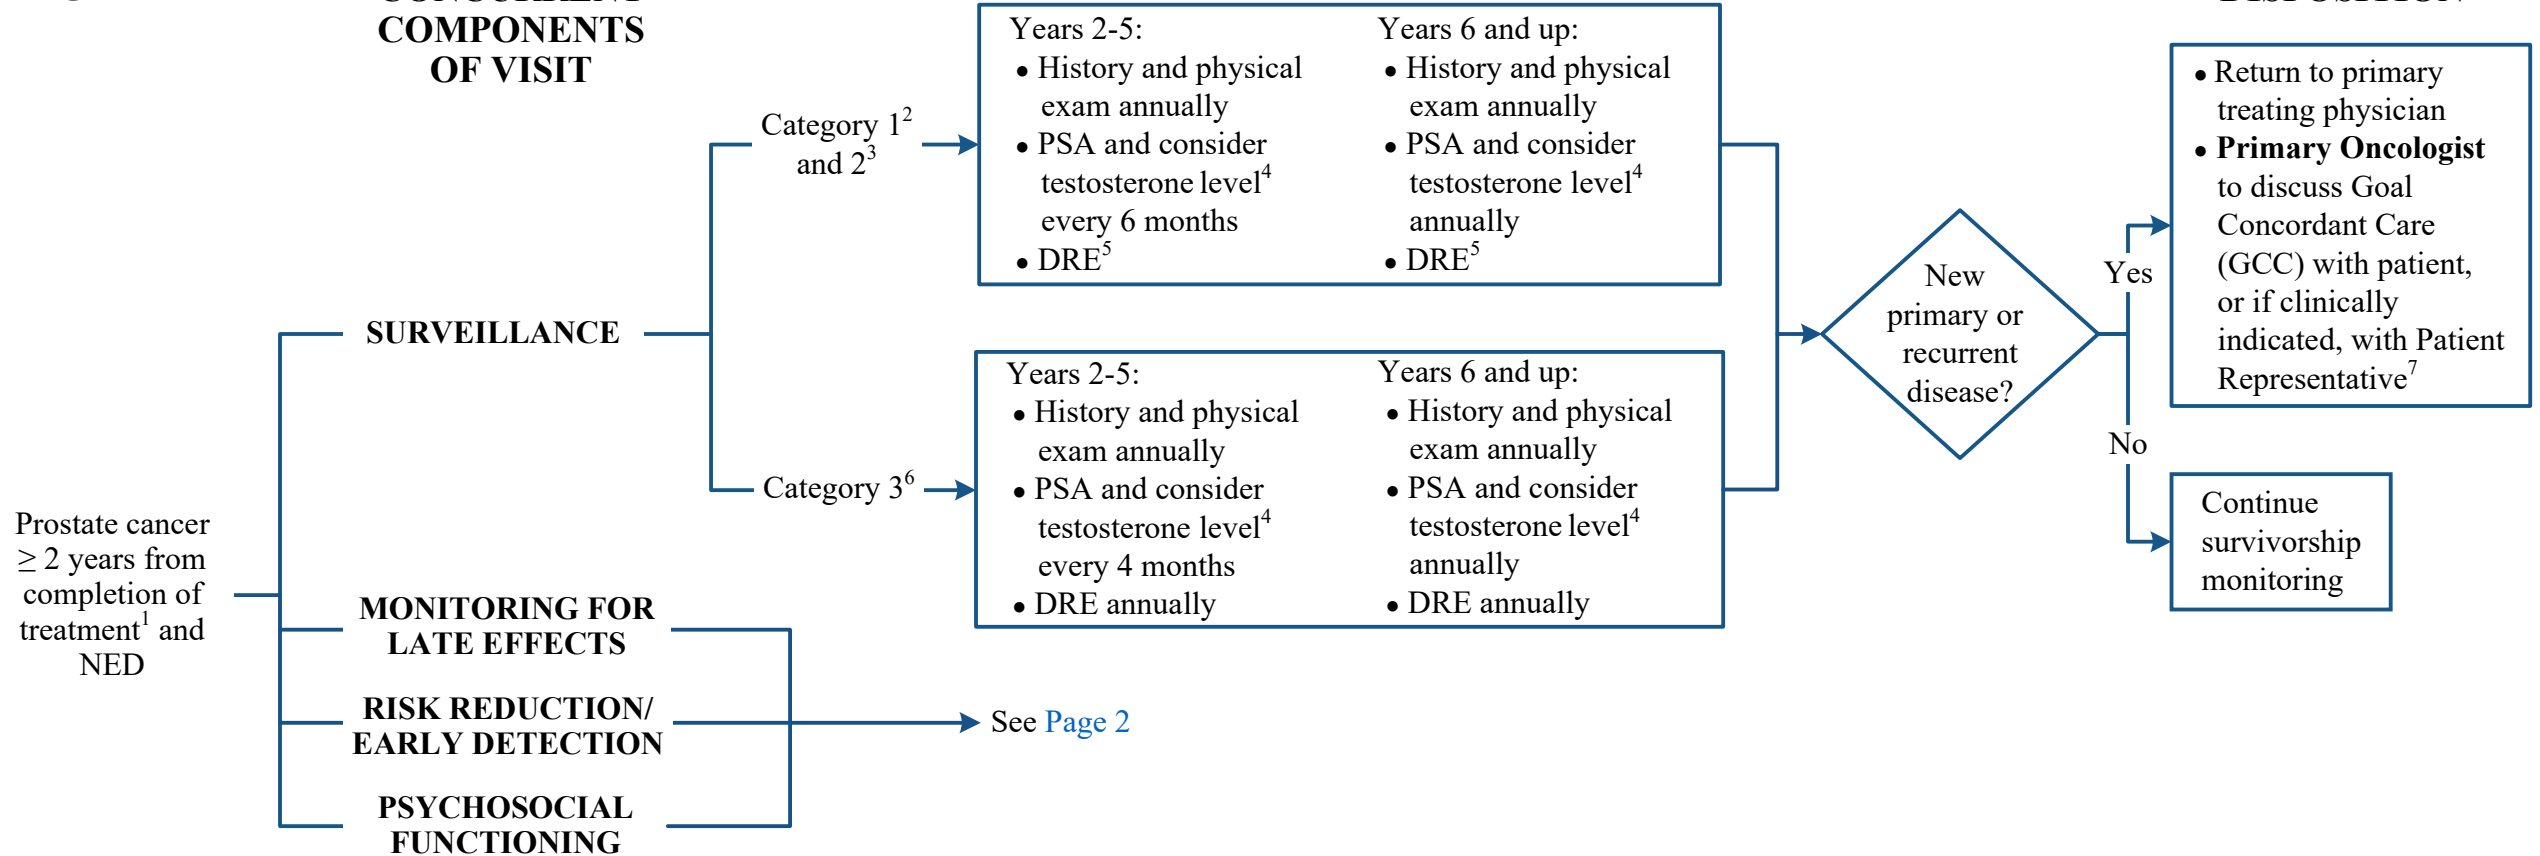 COMPONENTS
OF VISIT
Years 2-5:
• History and physical
exam annually
• PSA and consider
testosterone level⁴
every 6 months
• DRE⁵
Years 6 and up:
• History and physical
exam annually
• PSA and consider
testosterone level⁴
annually
• DRE⁵
Category 1²
and 2³
SURVEILLANCE
Category 3⁶
Years 2-5:
• History and physical
exam annually
• PSA and consider
testosterone level⁴
every 4 months
• DRE annually
Years 6 and up:
• History and physical
exam annually
• PSA and consider
testosterone level⁴
annually
• DRE annually
New
primary or
recurrent
disease?
Yes
• Return to primary
treating physician
• Primary Oncologist
to discuss Goal
Concordant Care
(GCC) with patient,
or if clinically
indicated, with Patient
Representative⁷
No
Continue
survivorship
monitoring
Prostate cancer
≥ 2 years from
completion of
treatment¹ and
NED
MONITORING FOR
LATE EFFECTS
RISK REDUCTION/
EARLY DETECTION
PSYCHOSOCIAL
FUNCTIONING
See Page 2